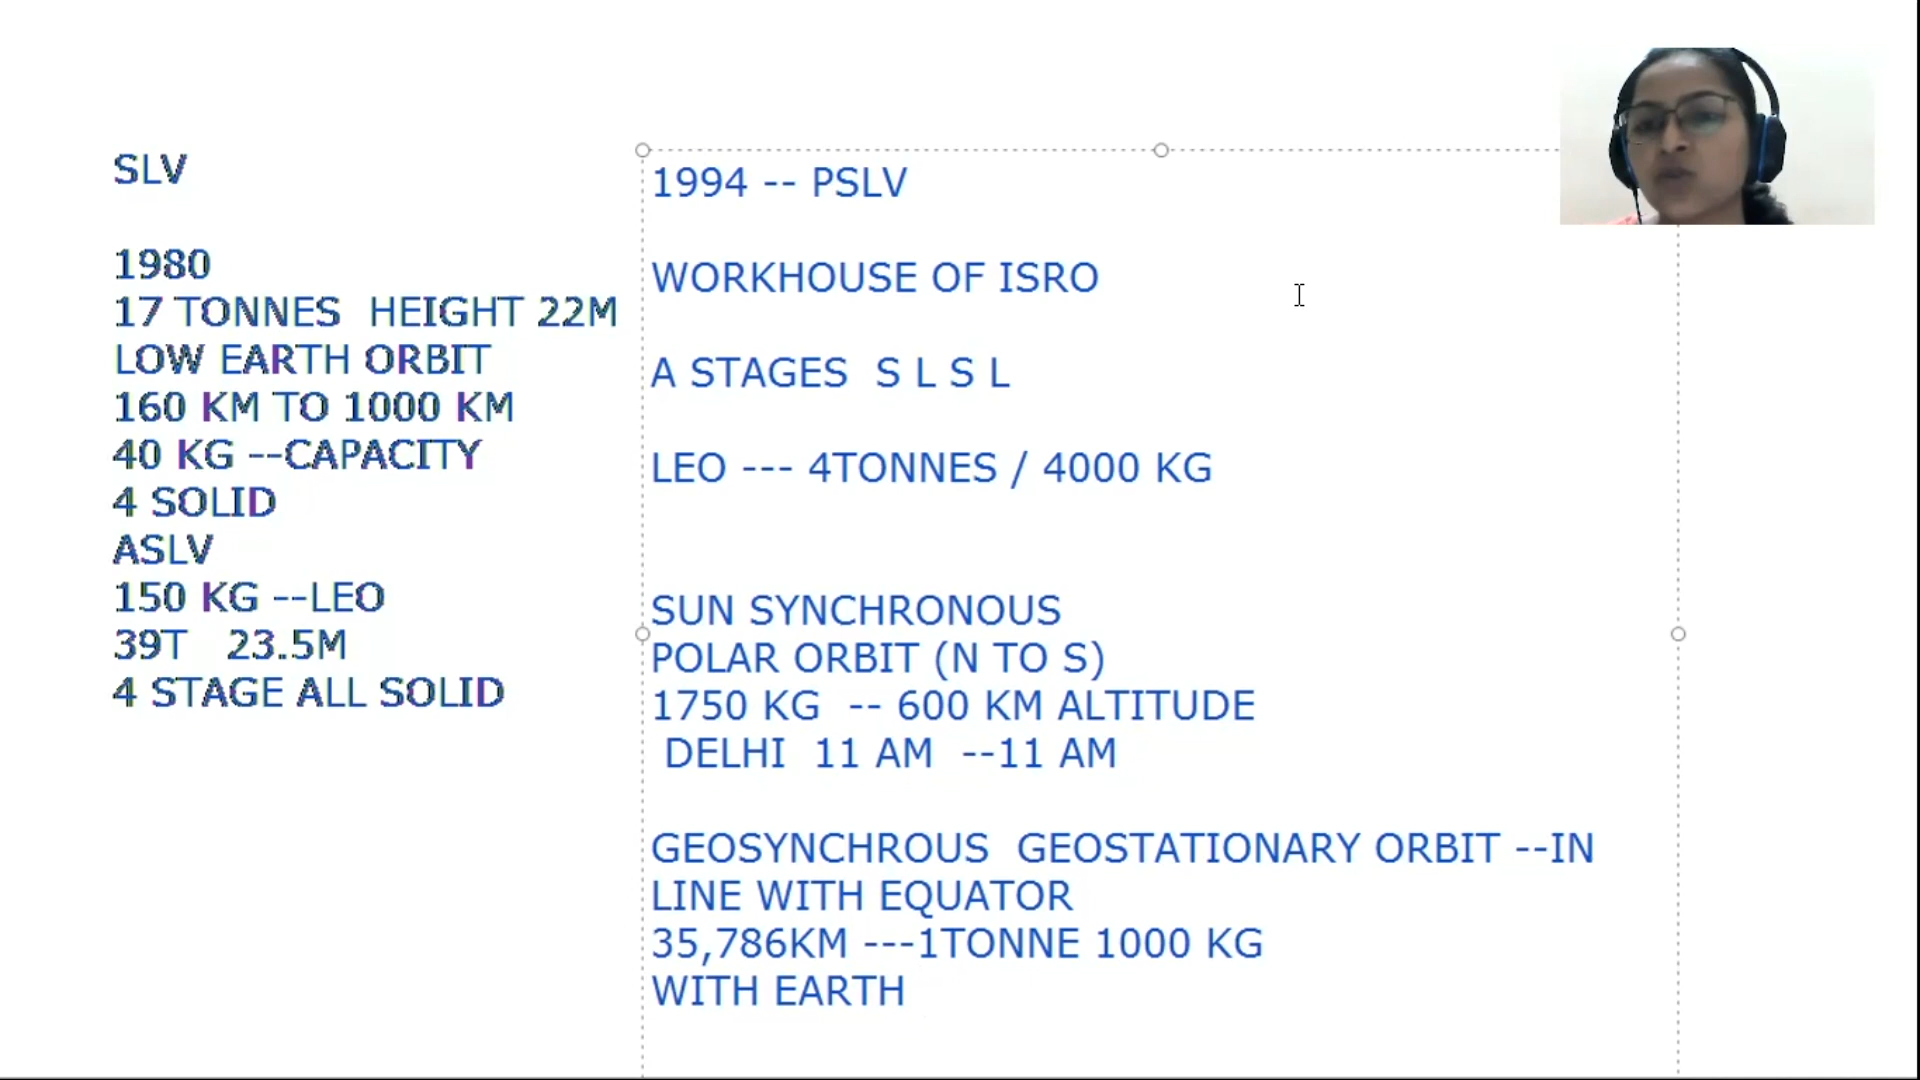 SLV
1980
17 TONNES HEIGHT 22M
LOW EARTH ORBIT
160 KM TO 1000 KM
40 KG --CAPACITY
4 SOLID
ASLV
150 KG --LEO
39T 23.5M
4 STAGE ALL SOLID
1994 -- PSLV
WORKHOUSE OF ISRO
A STAGES S L S L
LEO --- 4TONNES / 4000 KG
SUN SYNCHRONOUS
POLAR ORBIT (N TO S)
1750 KG -- 600 KM ALTITUDE
DELHI 11 AM --11 AM
GEOSYNCHROUS GEOSTATIONARY ORBIT --IN
LINE WITH EQUATOR
35,786KM ---1TONNE 1000 KG
WITH EARTH